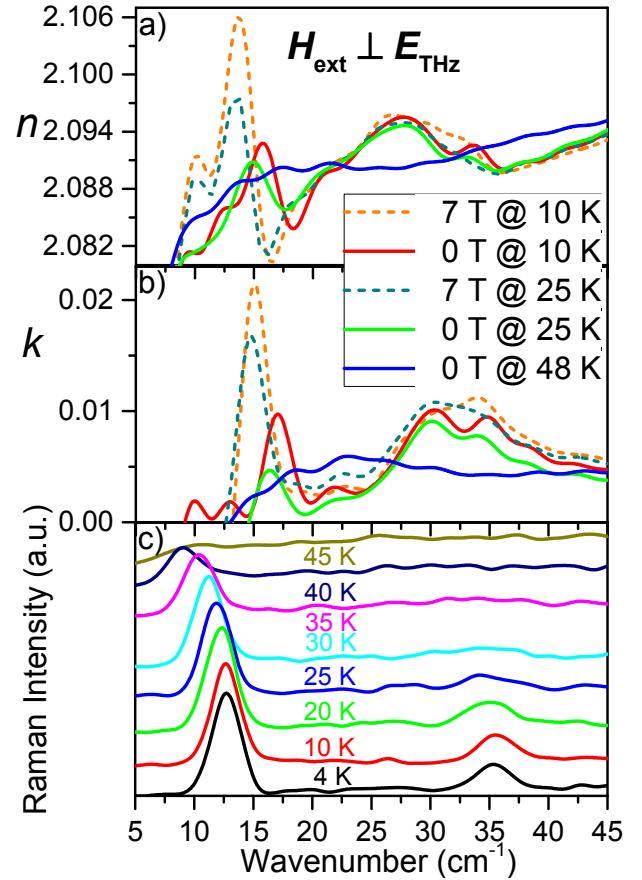 a)
H_ext ⊥ E_THz
n
2.106
2.100
2.094
2.088
2.082
7 T @ 10 K
0 T @ 10 K
7 T @ 25 K
0 T @ 25 K
0 T @ 48 K
b)
k
0.02
0.01
0.00
c)
Raman Intensity (a.u.)
45 K
40 K
35 K
30 K
25 K
20 K
10 K
4 K
5 10 15 20 25 30 35 40 45
Wavenumber (cm⁻¹)